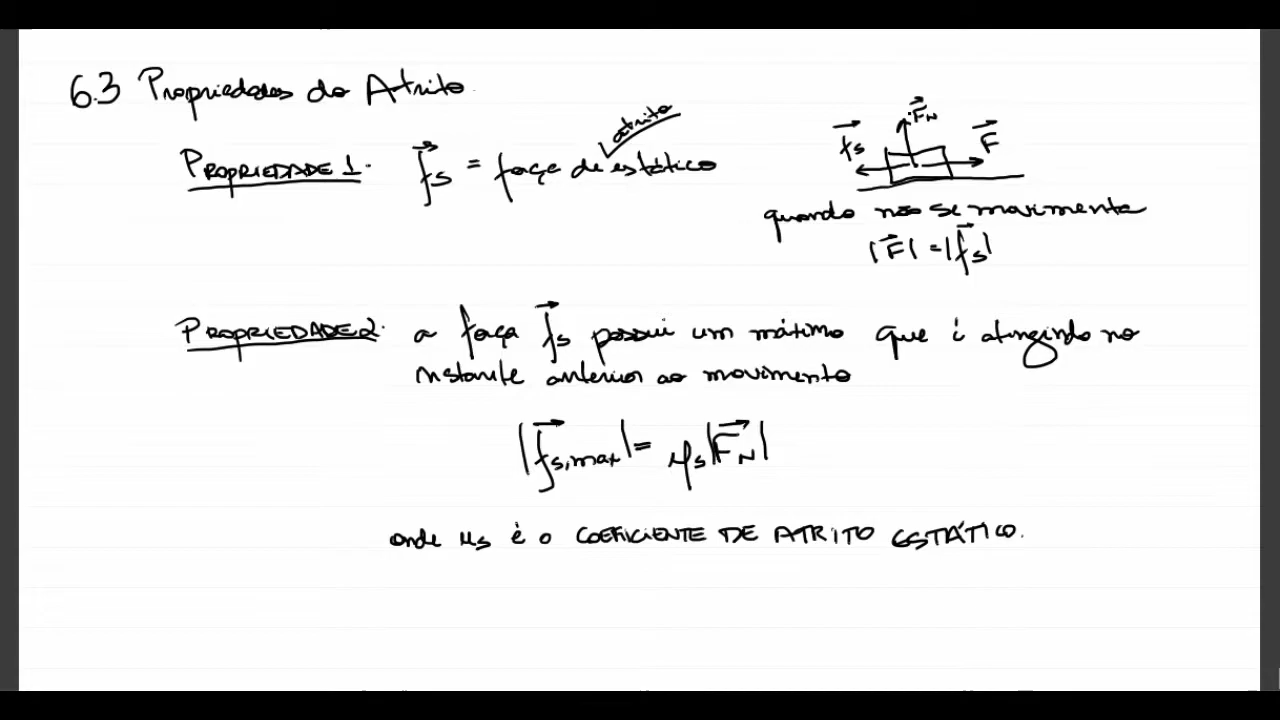 6.3 Propriedades do Atrito
PROPRIEDADE 1. f⃗s = força de atrito estático
F⃗N
f⃗s
F⃗
quando não se movimenta
|F⃗| = |f⃗s|
PROPRIEDADE 2. a força f⃗s possui um máximo que é atingindo no
instante anterior ao movimento
|f⃗s,max| = μs|F⃗N|
onde μs é o COEFICIENTE DE ATRITO ESTÁTICO.